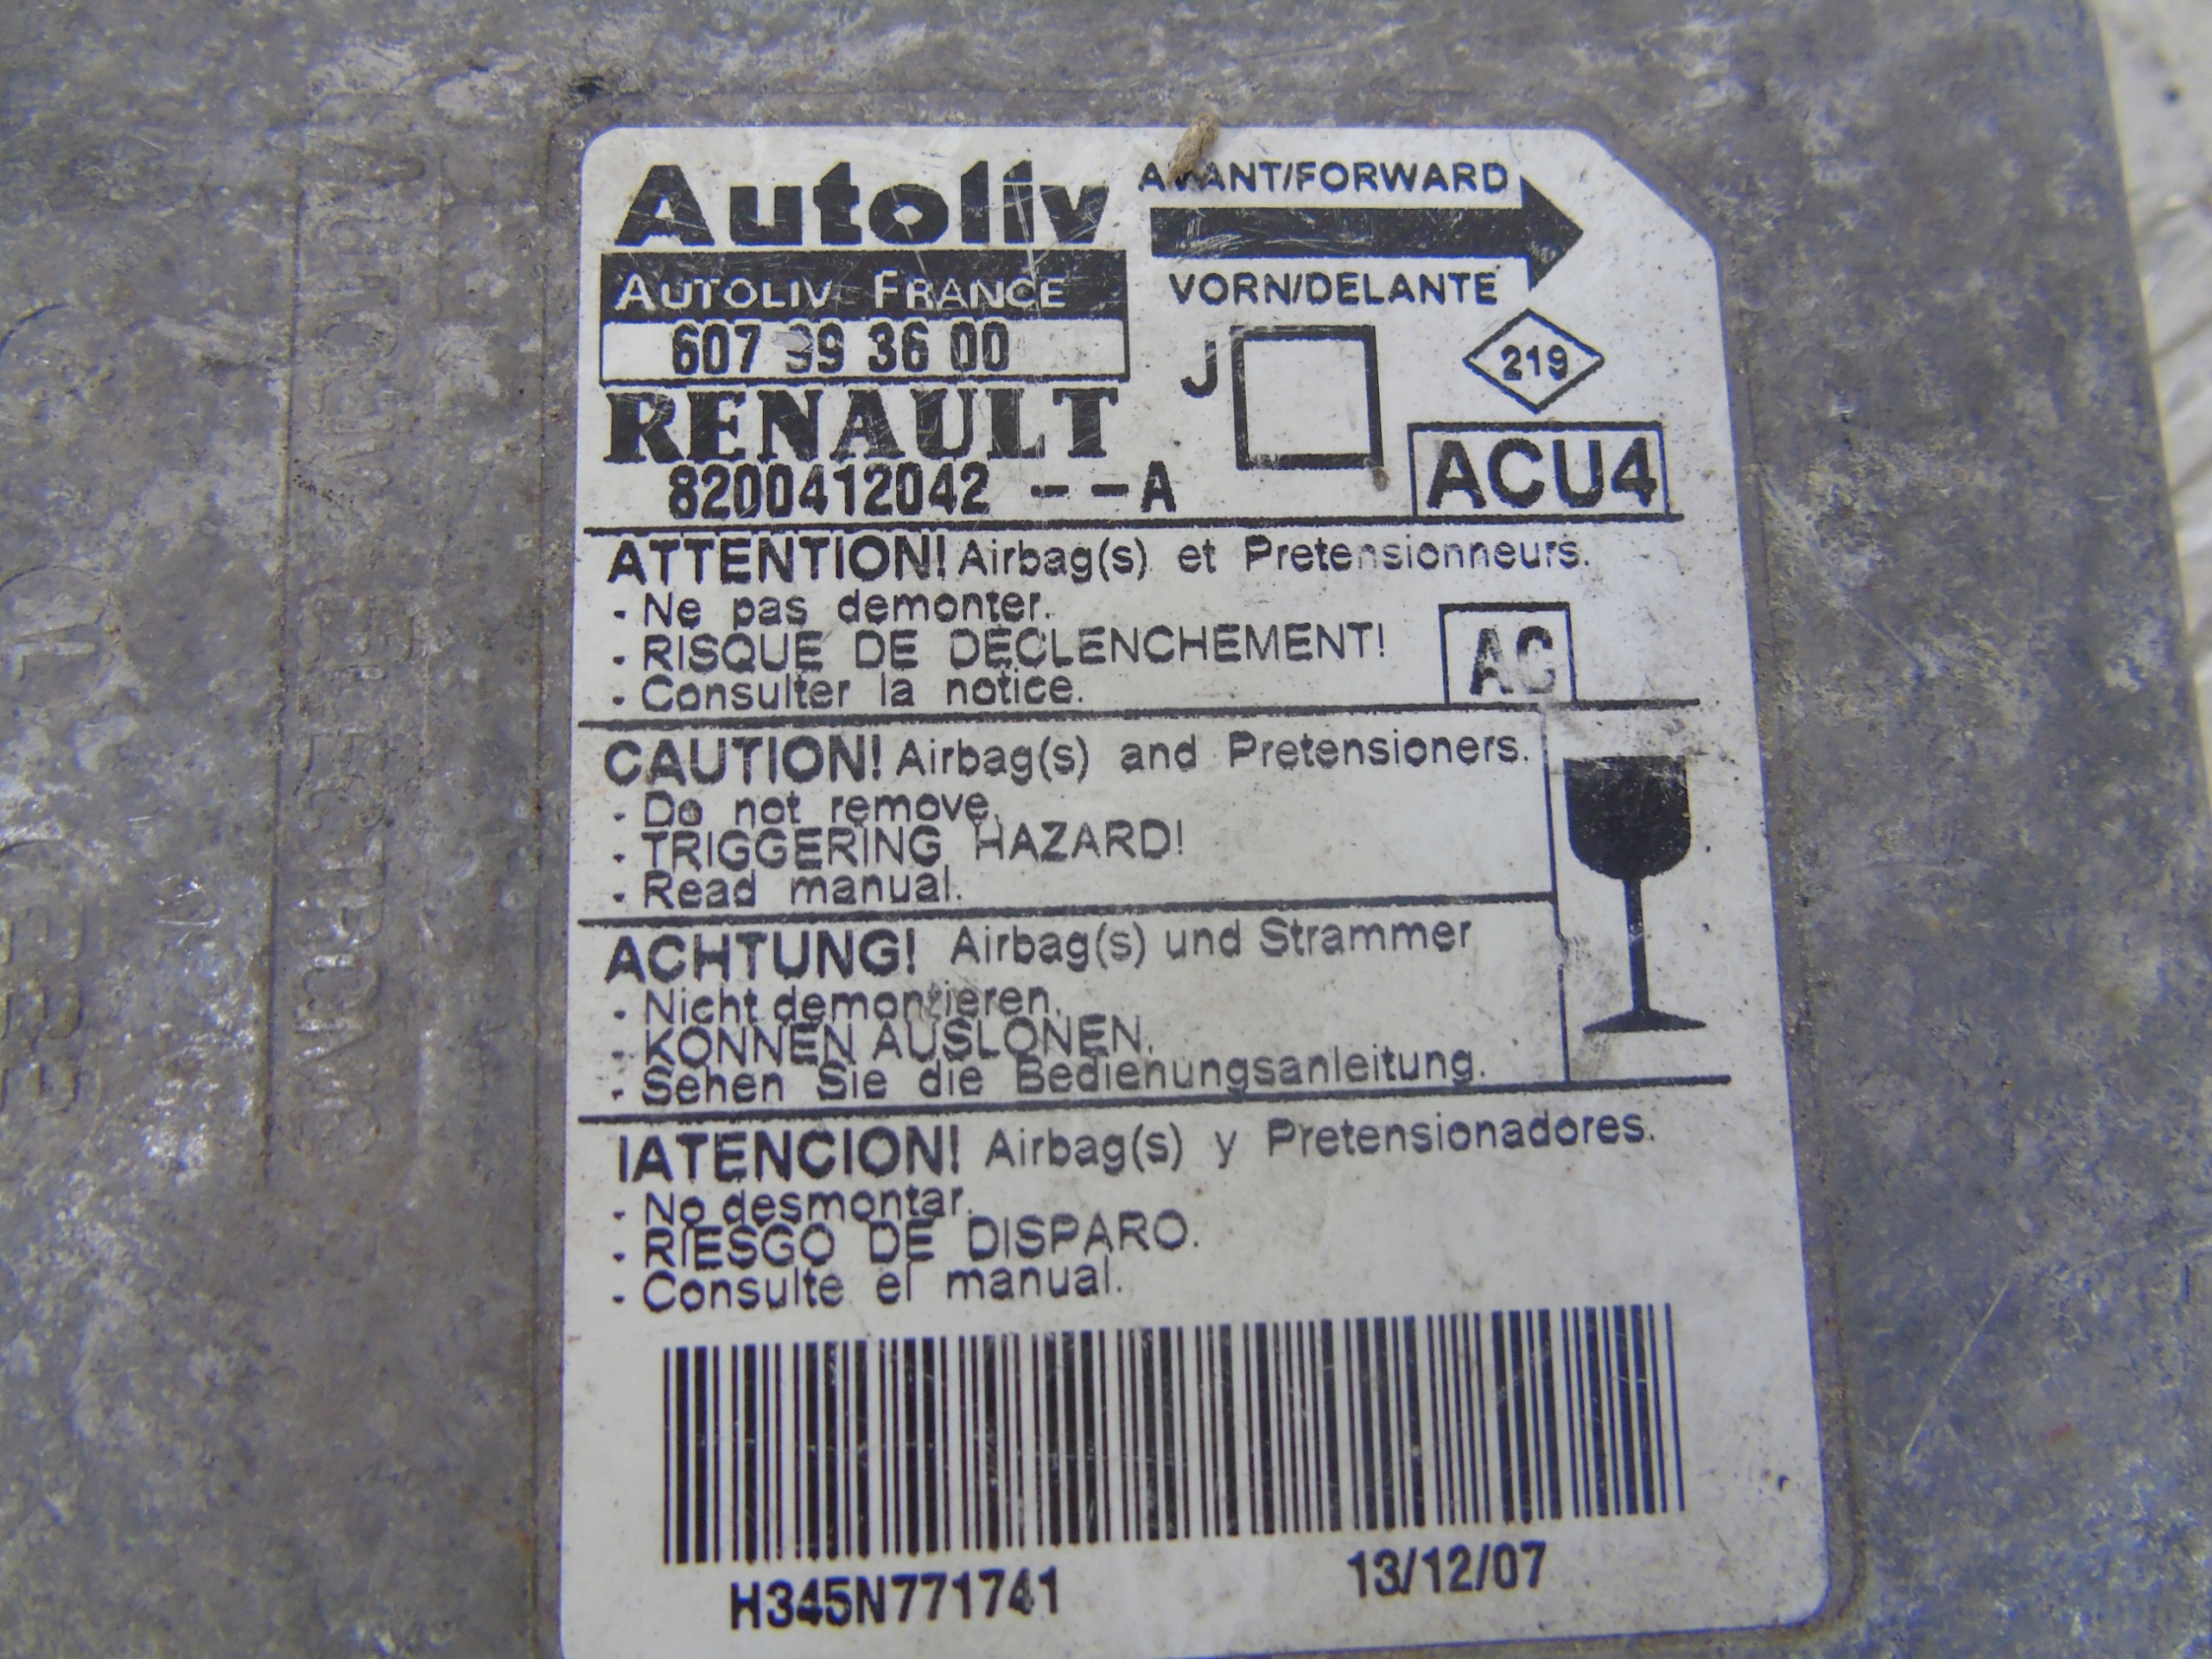 Autoliv
AVANT/FORWARD
AUTOLIV FRANCE
VORN/DELANTE
607 99 36 00
J
219
RENAULT
8200412042 --A
ACU4
ATTENTION! Airbag(s) et Pretensionneurs.
- Ne pas demonter.
- RISQUE DE DECLENCHEMENT!
- Consulter la notice.
AC
CAUTION! Airbag(s) and Pretensioners.
- Do not remove.
- TRIGGERING HAZARD!
- Read manual.
ACHTUNG! Airbag(s) und Strammer
- Nicht demontieren.
- KONNEN AUSLONEN.
- Sehen Sie die Bedienungsanleitung.
IATENCION! Airbag(s) y Pretensionadores.
- No desmontar.
- RIESGO DE DISPARO.
- Consulte el manual.
H345N771741
13/12/07